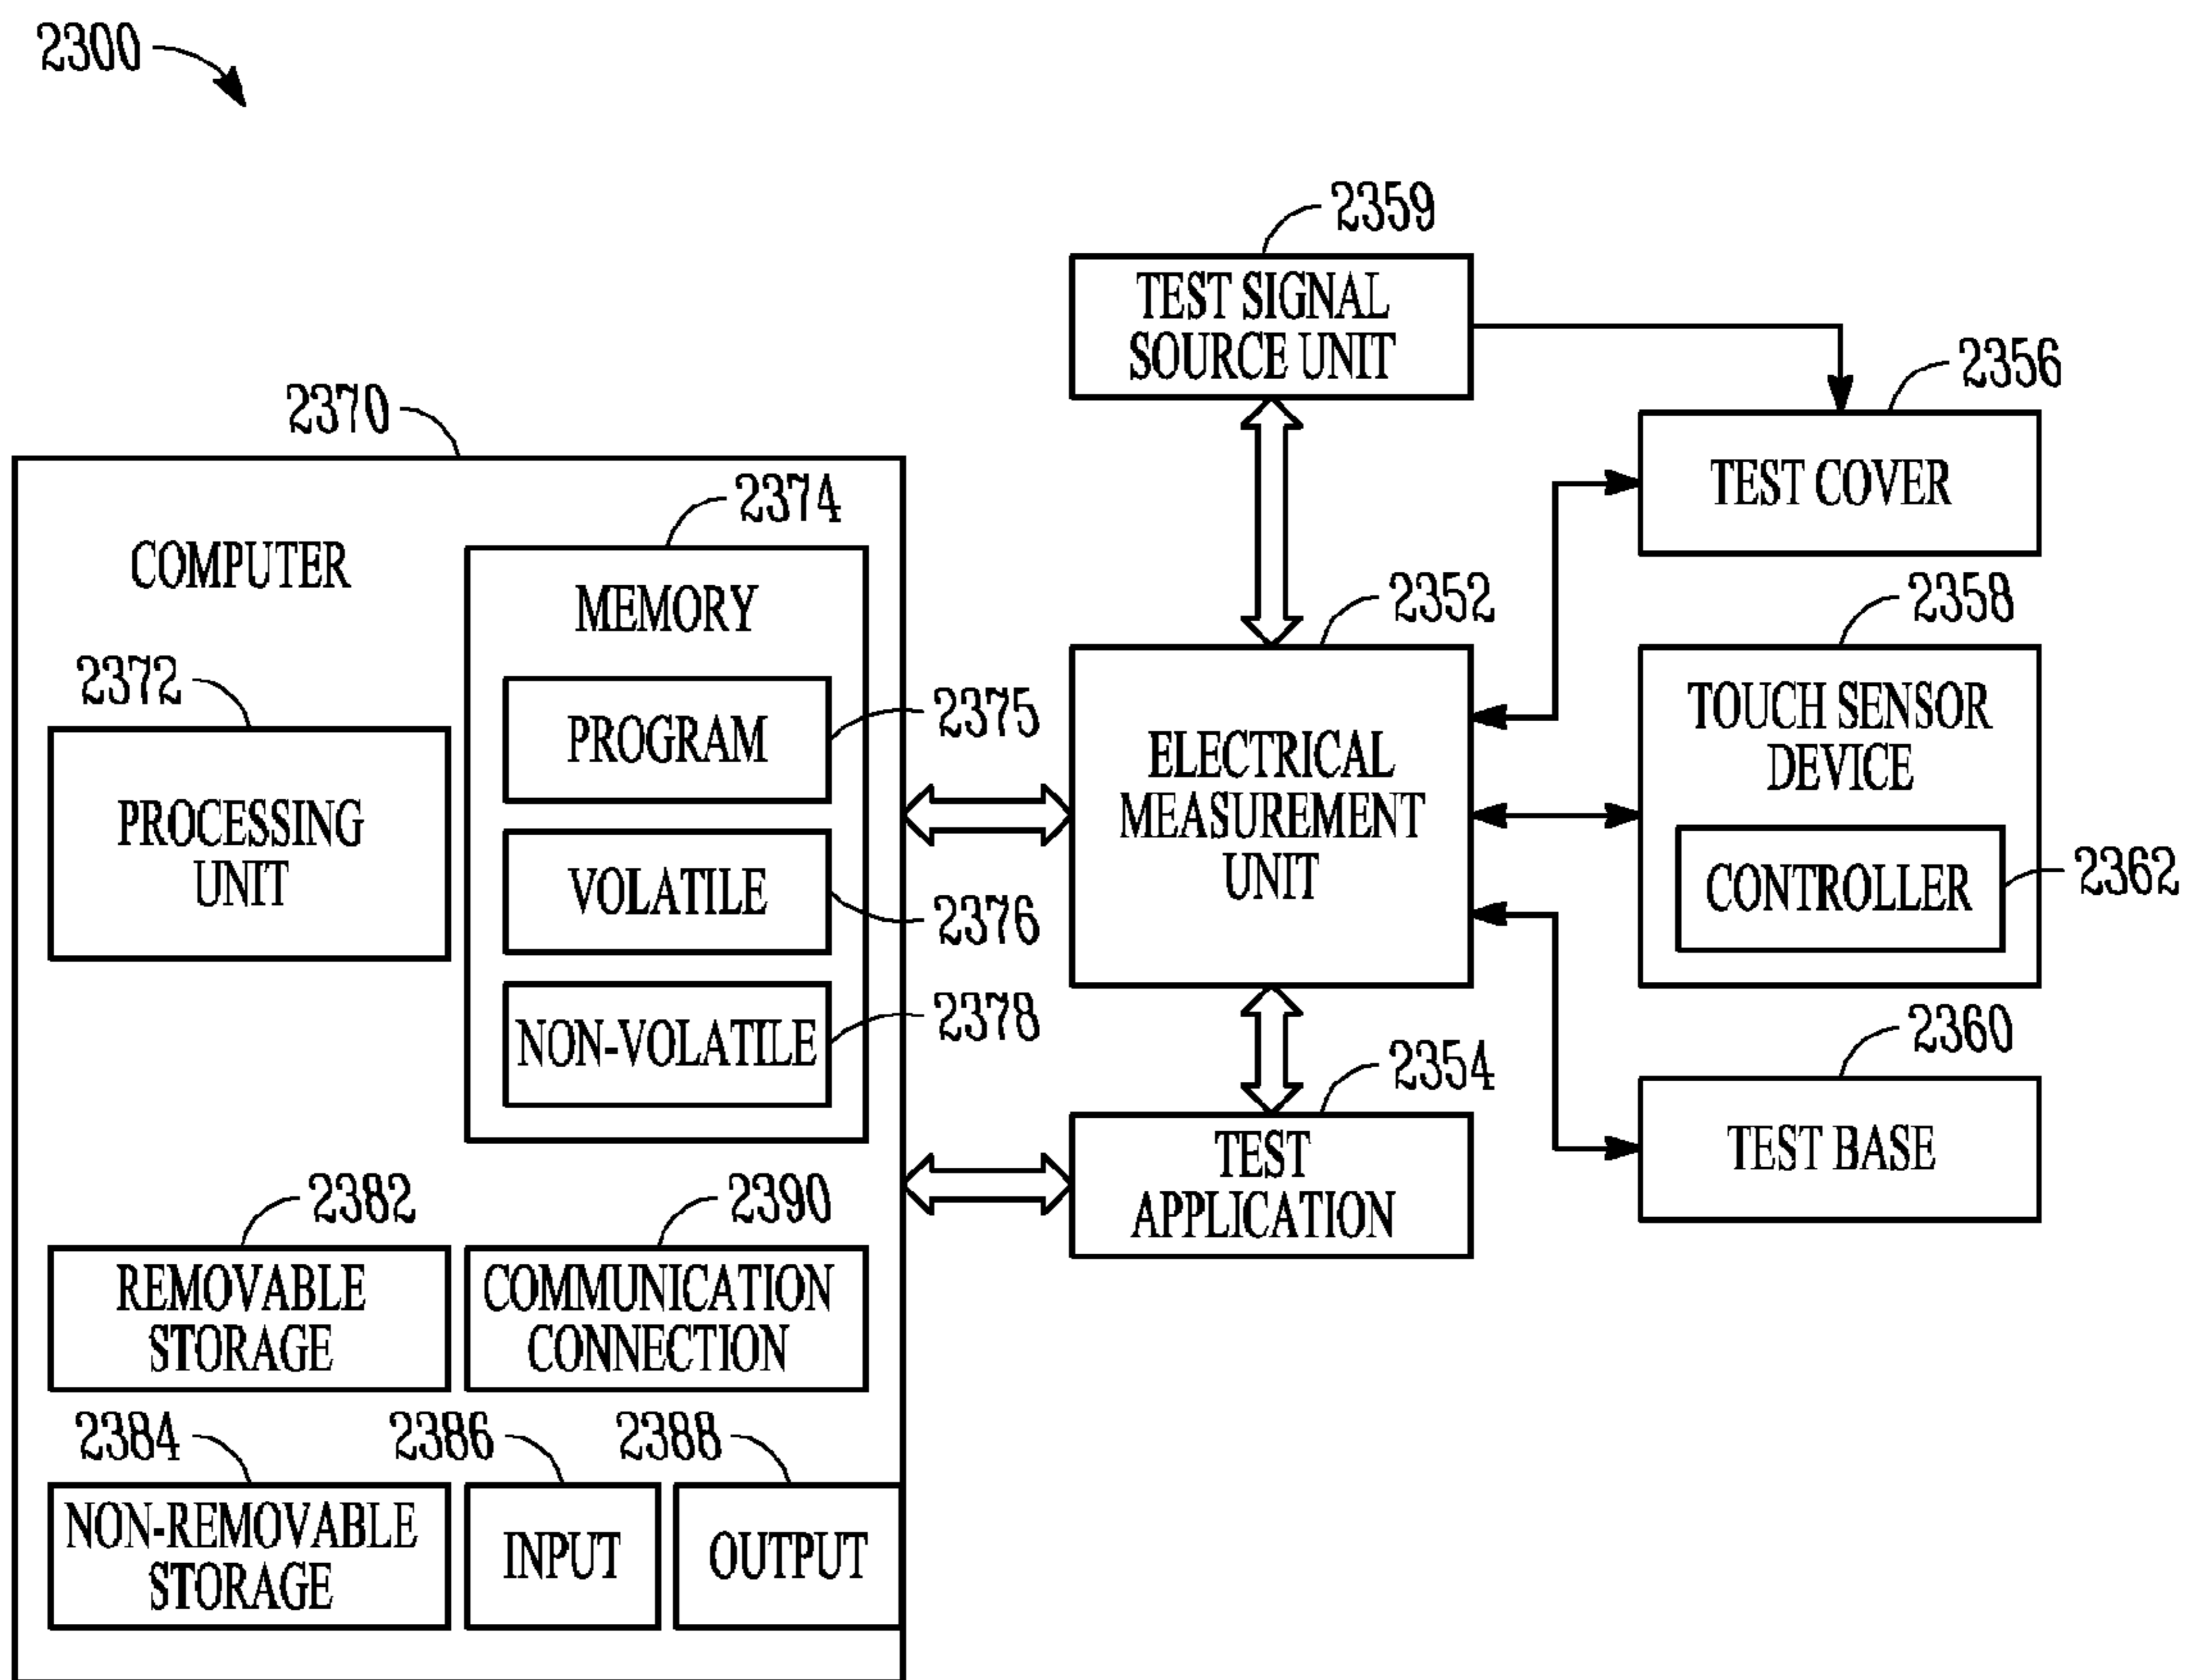 2300
2359
TEST SIGNAL
SOURCE UNIT
2356
TEST COVER
2370
COMPUTER
2374
MEMORY
2372
PROCESSING
UNIT
PROGRAM
2375
VOLATILE
2376
NON-VOLATILE
2378
2352
ELECTRICAL
MEASUREMENT
UNIT
2358
TOUCH SENSOR
DEVICE
CONTROLLER
2362
2354
TEST
APPLICATION
2360
TEST BASE
2382
REMOVABLE
STORAGE
2390
COMMUNICATION
CONNECTION
2384
NON-REMOVABLE
STORAGE
2386
INPUT
2388
OUTPUT